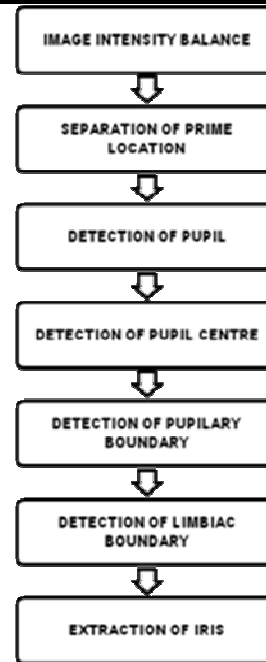 IMAGE INTENSITY BALANCE
SEPARATION OF PRIME
LOCATION
DETECTION OF PUPIL
DETECTION OF PUPIL CENTRE
DETECTION OF PUPILARY
BOUNDARY
DETECTION OF LIMBIAC
BOUNDARY
EXTRACTION OF IRIS